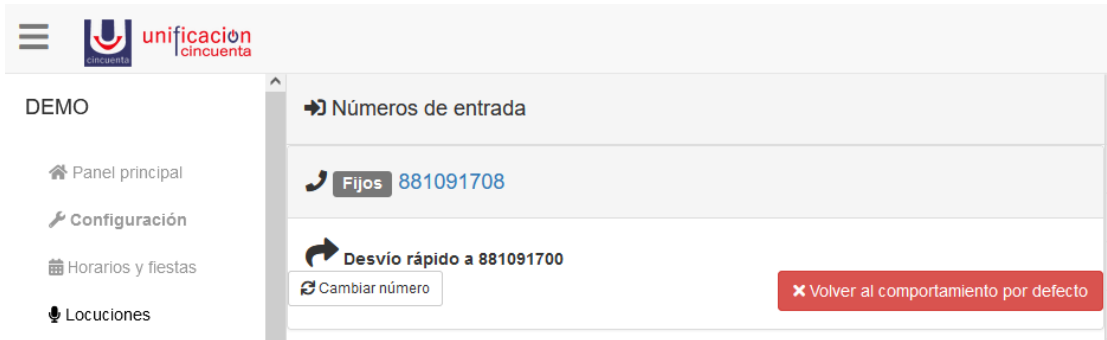 unificación
cincuenta
cincuenta
DEMO
Panel principal
Configuración
Horarios y fiestas
Locuciones
Números de entrada
Fijos 881091708
Desvío rápido a 881091700
Cambiar número
Volver al comportamiento por defecto